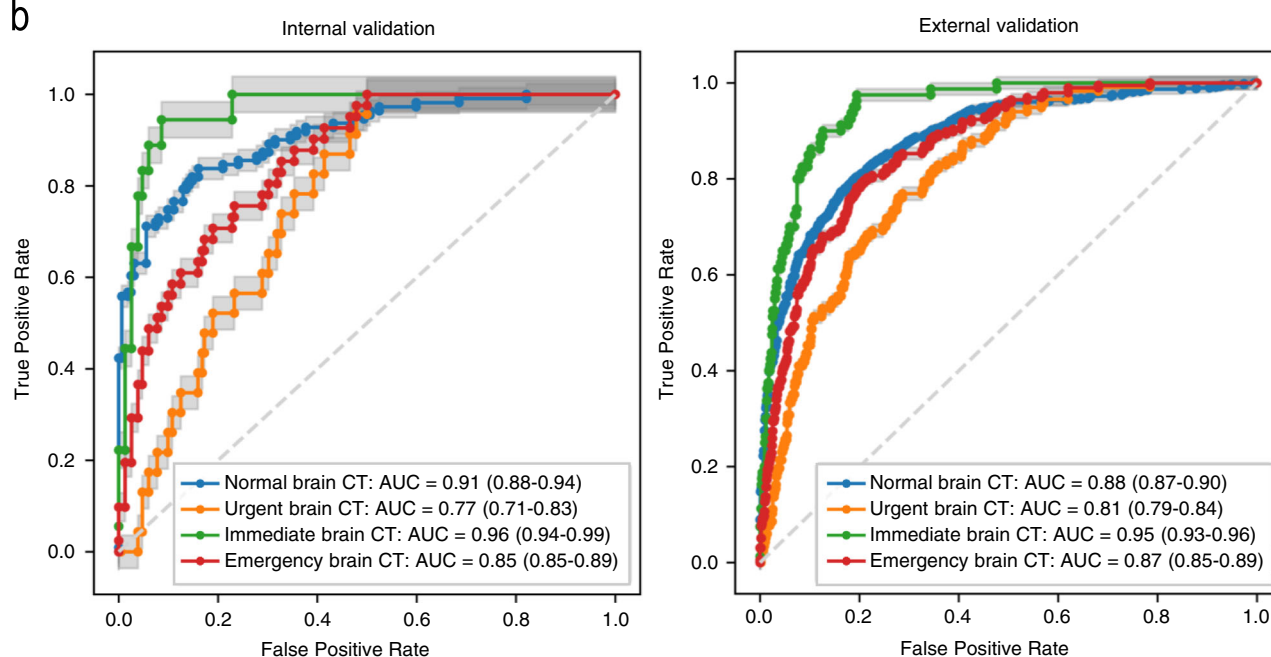 b
Internal validation
True Positive Rate
1.0
0.8
0.6
0.4
0.2
0.0
Normal brain CT: AUC = 0.91 (0.88-0.94)
Urgent brain CT: AUC = 0.77 (0.71-0.83)
Immediate brain CT: AUC = 0.96 (0.94-0.99)
Emergency brain CT: AUC = 0.85 (0.85-0.89)
0.0 0.2 0.4 0.6 0.8 1.0
False Positive Rate
External validation
True Positive Rate
1.0
0.8
0.6
0.4
0.2
0.0
Normal brain CT: AUC = 0.88 (0.87-0.90)
Urgent brain CT: AUC = 0.81 (0.79-0.84)
Immediate brain CT: AUC = 0.95 (0.93-0.96)
Emergency brain CT: AUC = 0.87 (0.85-0.89)
0.0 0.2 0.4 0.6 0.8 1.0
False Positive Rate